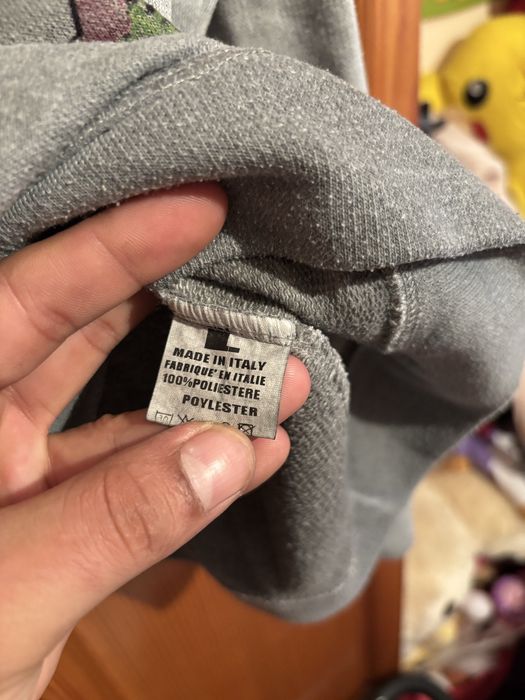 MADE IN ITALY
FABRIQUE' EN ITALIE
100%POLIESTERE
POYLESTER